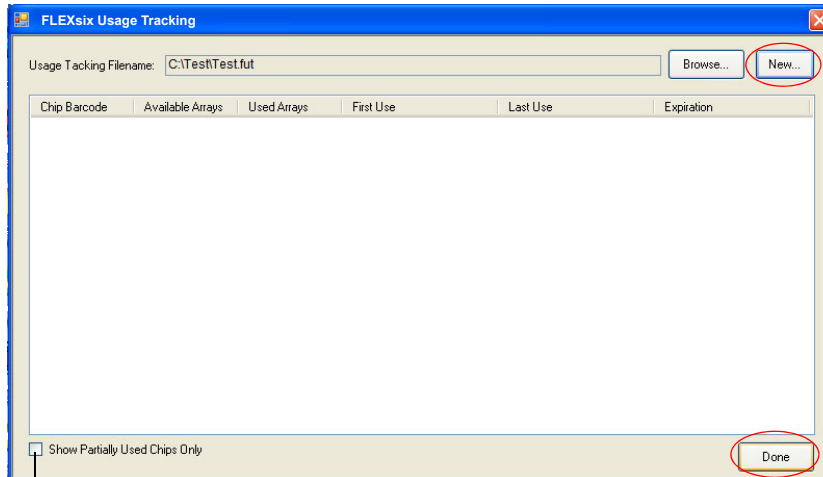 FLEXsix Usage Tracking
Usage Tacking Filename: C:\Test\Test.fut Browse... New...
Chip Barcode Available Arrays Used Arrays First Use Last Use Expiration
Show Partially Used Chips Only
Done